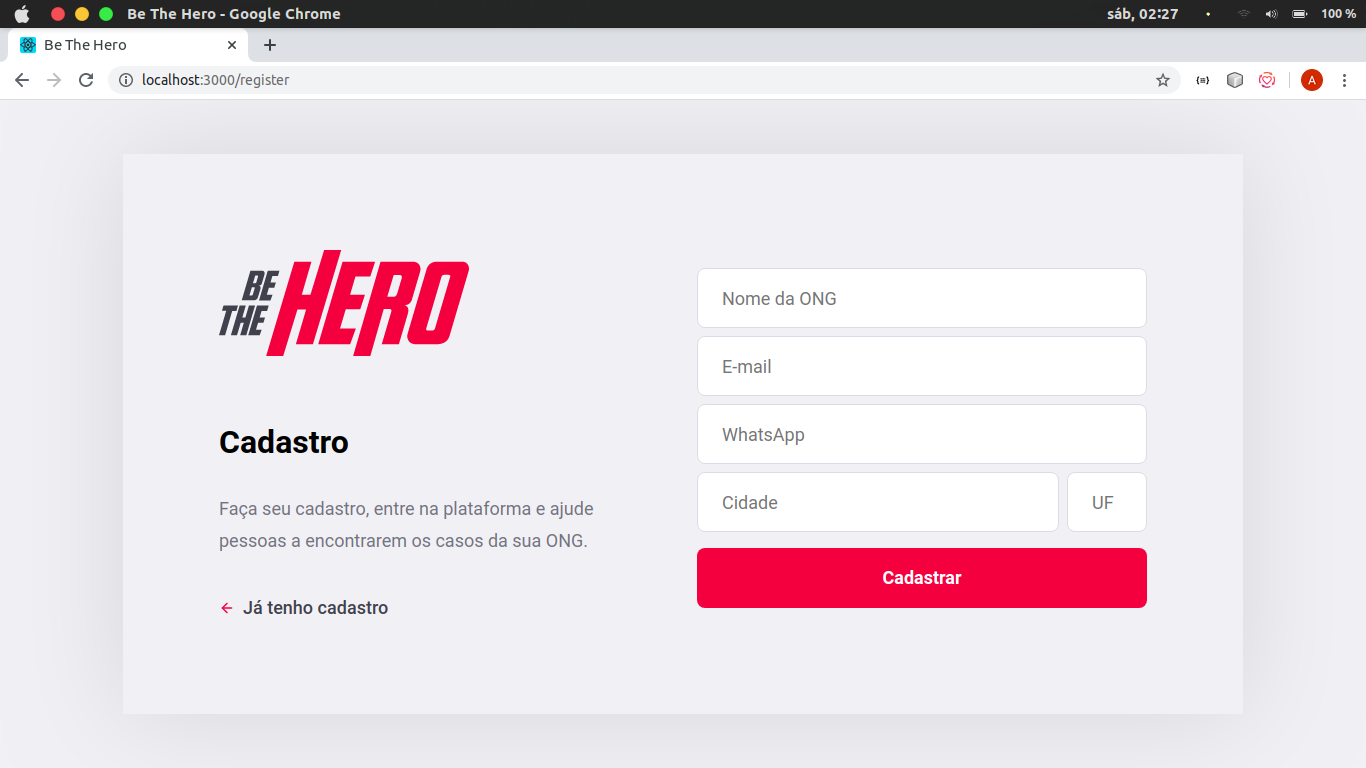 Be The Hero - Google Chrome
sáb, 02:27
100 %
Be The Hero
localhost:3000/register
A
BE
THE
HERO
Cadastro
Faça seu cadastro, entre na plataforma e ajude
pessoas a encontrarem os casos da sua ONG.
Já tenho cadastro
Nome da ONG
E-mail
WhatsApp
Cidade
UF
Cadastrar